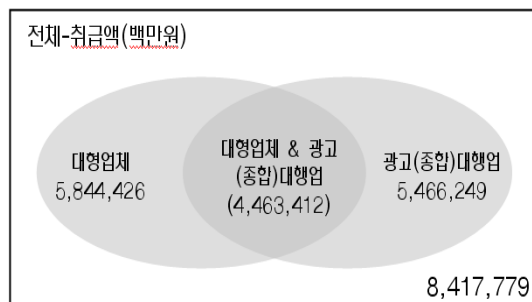 전체-취급액(백만원)
대형업체
5,844,426
대형업체 & 광고
(종합)대행업
(4,463,412)
광고(종합)대행업
5,466,249
8,417,779